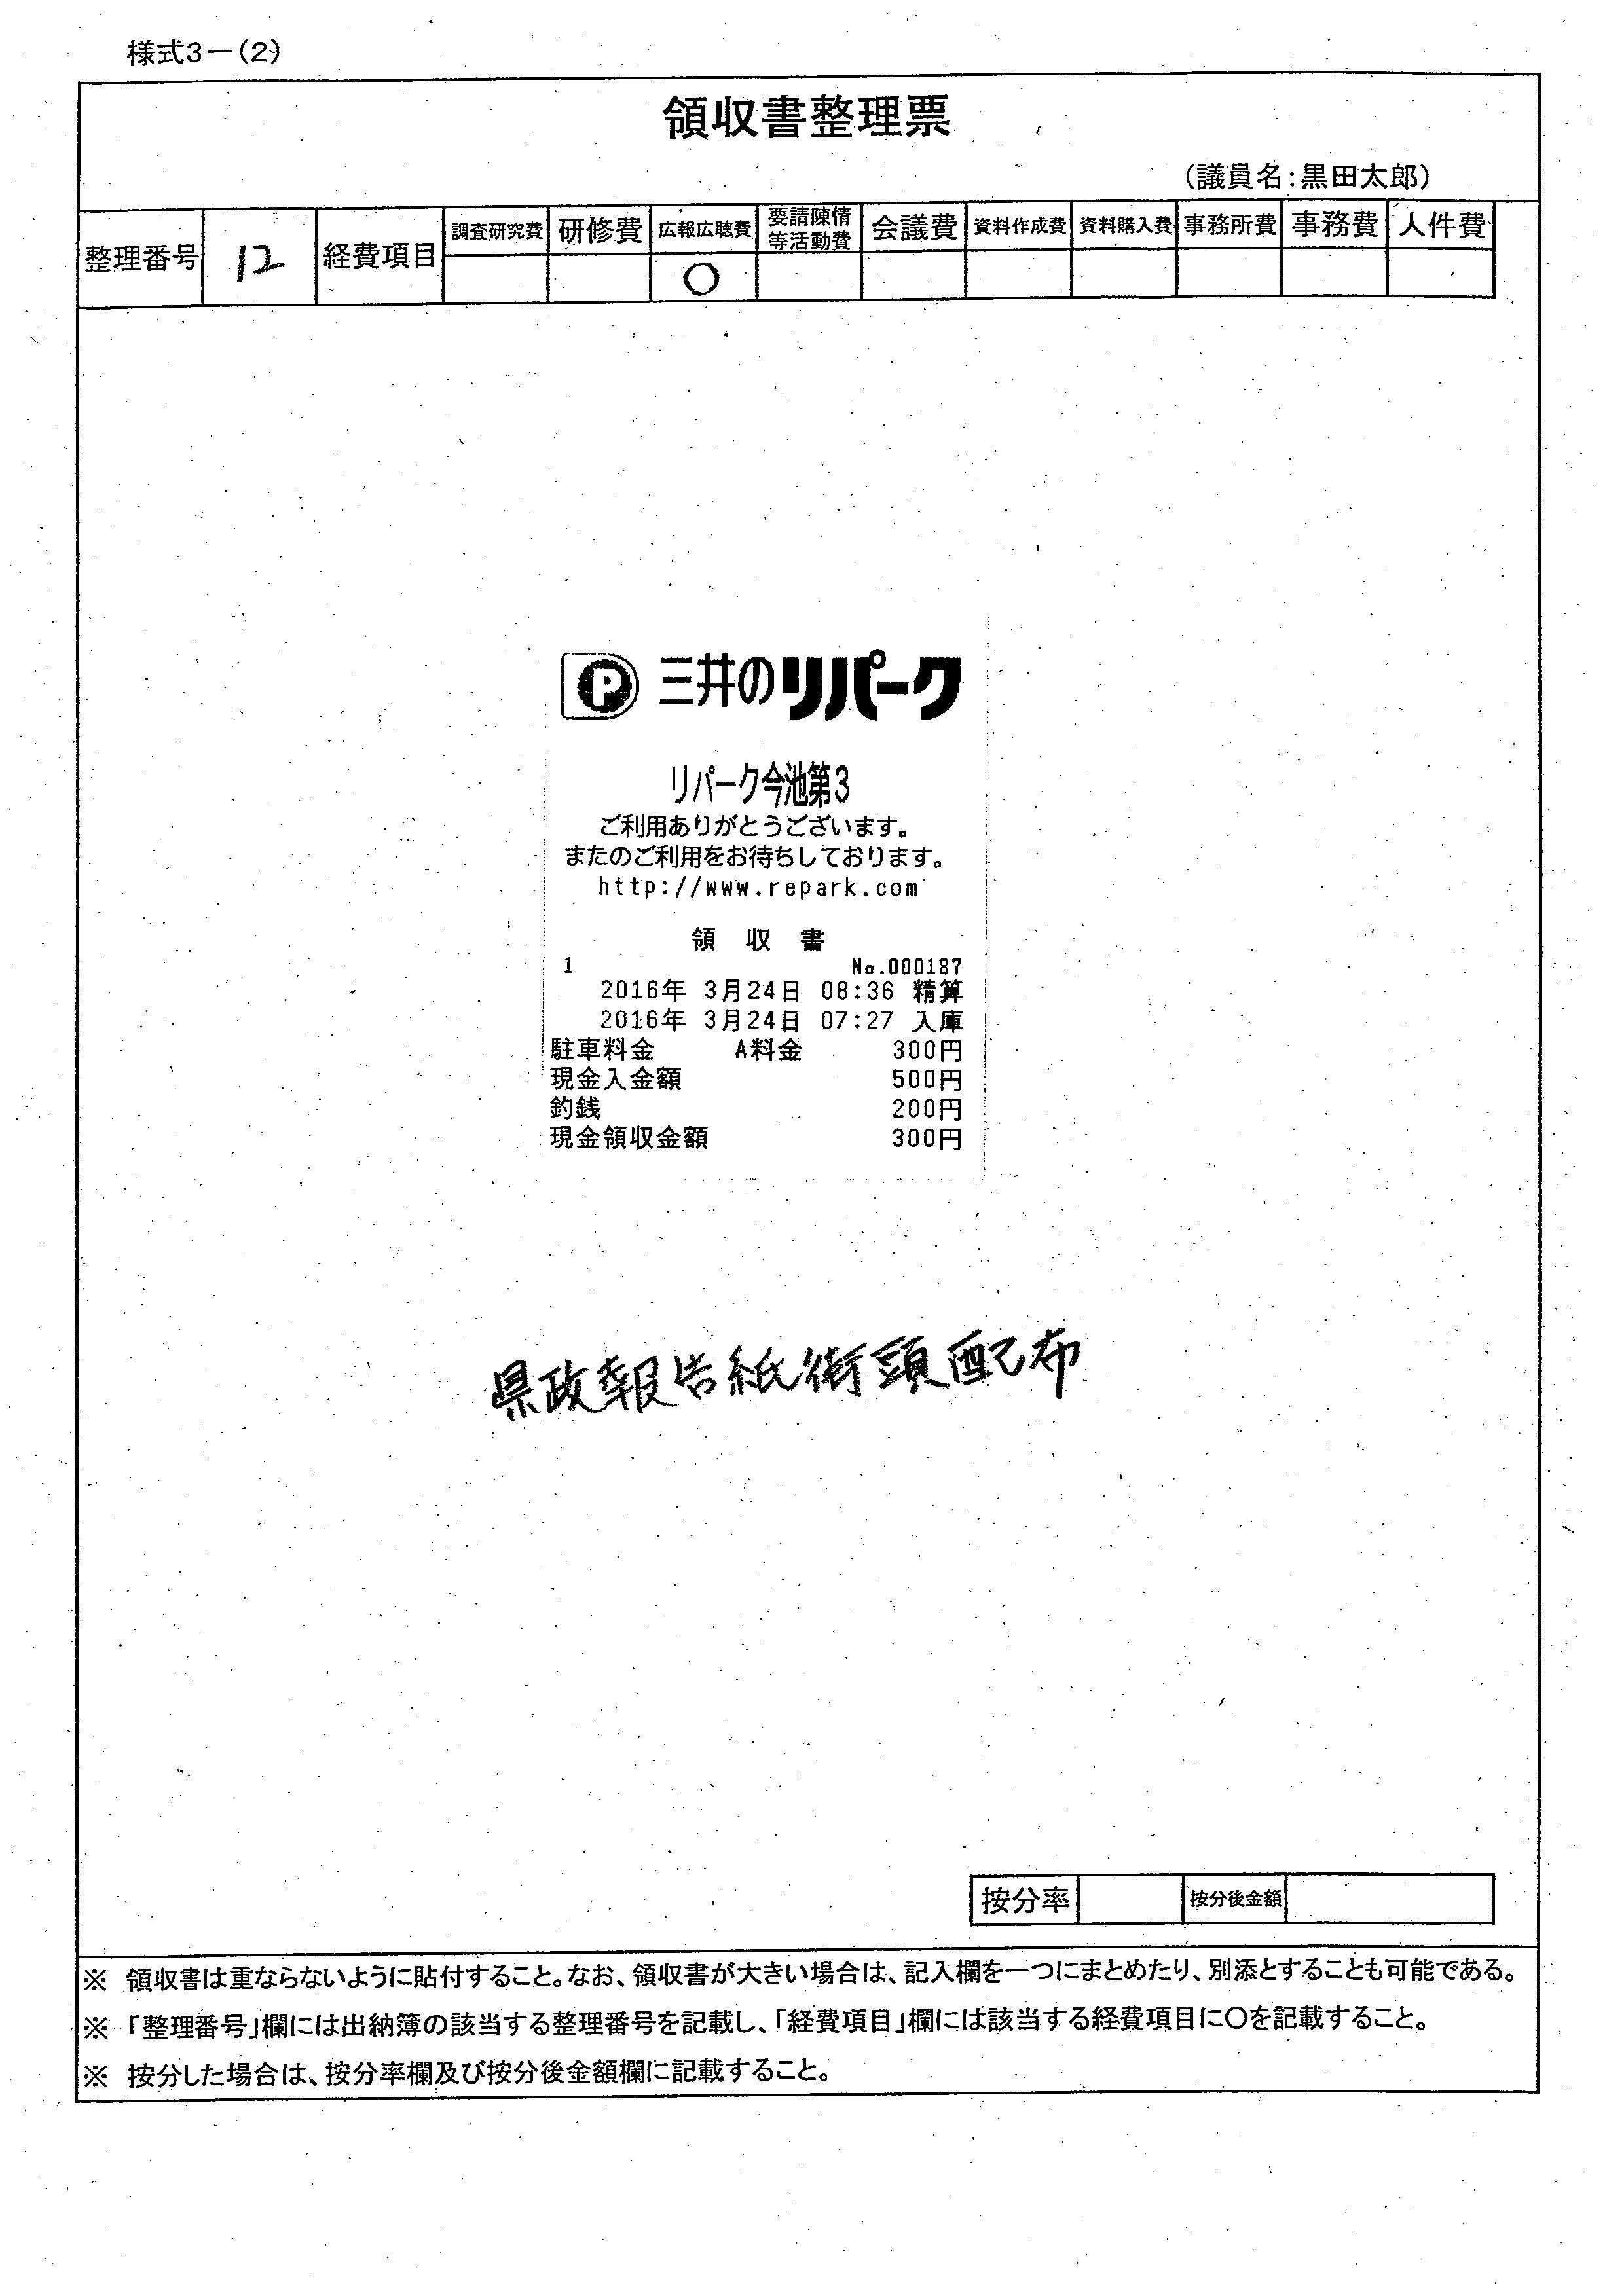 様式3－(2)
領収書整理票
(議員名:黒田太郎)
整理番号 12 経費項目 調査研究費 研修費 広報広聴費 要請陳情等活動費 会議費 資料作成費 資料購入費 事務所費 事務費 人件費
○
P 三井のリパーク
リパーク今池第3
ご利用ありがとうございます。
またのご利用をお待ちしております。
http://www.repark.com
領 収 書
1 No.000187
2016年 3月24日 08:36 精算
2016年 3月24日 07:27 入庫
駐車料金 A料金 300円
現金入金額 500円
釣銭 200円
現金領収金額 300円
県政報告紙街頭配布
按分率 按分後金額
※ 領収書は重ならないように貼付すること。なお、領収書が大きい場合は、記入欄を一つにまとめたり、別添とすることも可能である。
※ 「整理番号」欄には出納簿の該当する整理番号を記載し、「経費項目」欄には該当する経費項目に○を記載すること。
※ 按分した場合は、按分率欄及び按分後金額欄に記載すること。